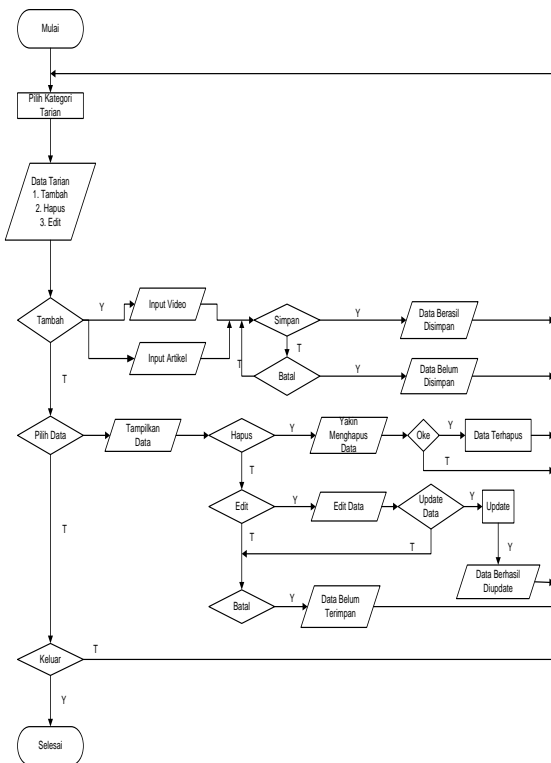 Mulai
Pilih Kategori
Tarian
Data Tarian
1. Tambah
2. Hapus
3. Edit
Tambah
Y
Input Video
Simpan
Y
Data Berasil
Disimpan
Input Artikel
T
T
Batal
Y
Data Belum
Disimpan
T
Pilih Data
Tampilkan
Data
Hapus
Y
Yakin
Menghapus
Data
Oke
Y
Data Terhapus
T
T
Edit
Y
Edit Data
Update
Data
Y
Update
T
T
T
Y
Data Berhasil
Diupdate
Batal
Y
Data Belum
Terimpan
Keluar
T
Y
Selesai